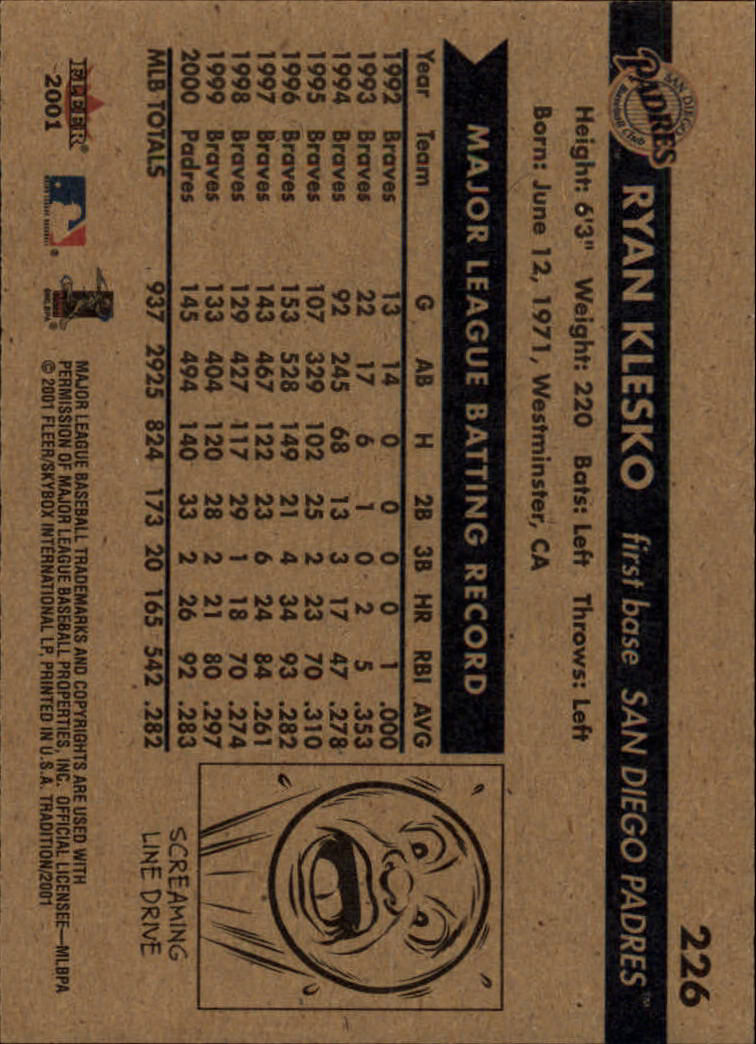 226
SAN DIEGO
PADRES
Baseball Club
RYAN KLESKO first base SAN DIEGO PADRES™
Height: 6'3" Weight: 220 Bats: Left Throws: Left
Born: June 12, 1971, Westminster, CA
MAJOR LEAGUE BATTING RECORD
Year Team G AB H 2B 3B HR RBI AVG
1992 Braves 13 14 0 0 0 0 1 .000
1993 Braves 22 17 6 1 0 2 5 .353
1994 Braves 92 245 68 13 3 17 47 .278
1995 Braves 107 329 102 25 2 23 70 .310
1996 Braves 153 528 149 21 4 34 93 .282
1997 Braves 143 467 122 23 6 24 84 .261
1998 Braves 129 427 117 29 1 18 70 .274
1999 Braves 133 404 120 28 2 21 80 .297
2000 Padres 145 494 140 33 2 26 92 .283
MLB TOTALS 937 2925 824 173 20 165 542 .282
SCREAMING
LINE DRIVE
FLEER®
2001
®
©MLBPA
MAJOR LEAGUE BASEBALL TRADEMARKS AND COPYRIGHTS ARE USED WITH
PERMISSION OF MAJOR LEAGUE BASEBALL PROPERTIES, INC. OFFICIAL LICENSEE—MLBPA
© 2001 FLEER/SKYBOX INTERNATIONAL LP, PRINTED IN U.S.A. TRADITION/2001